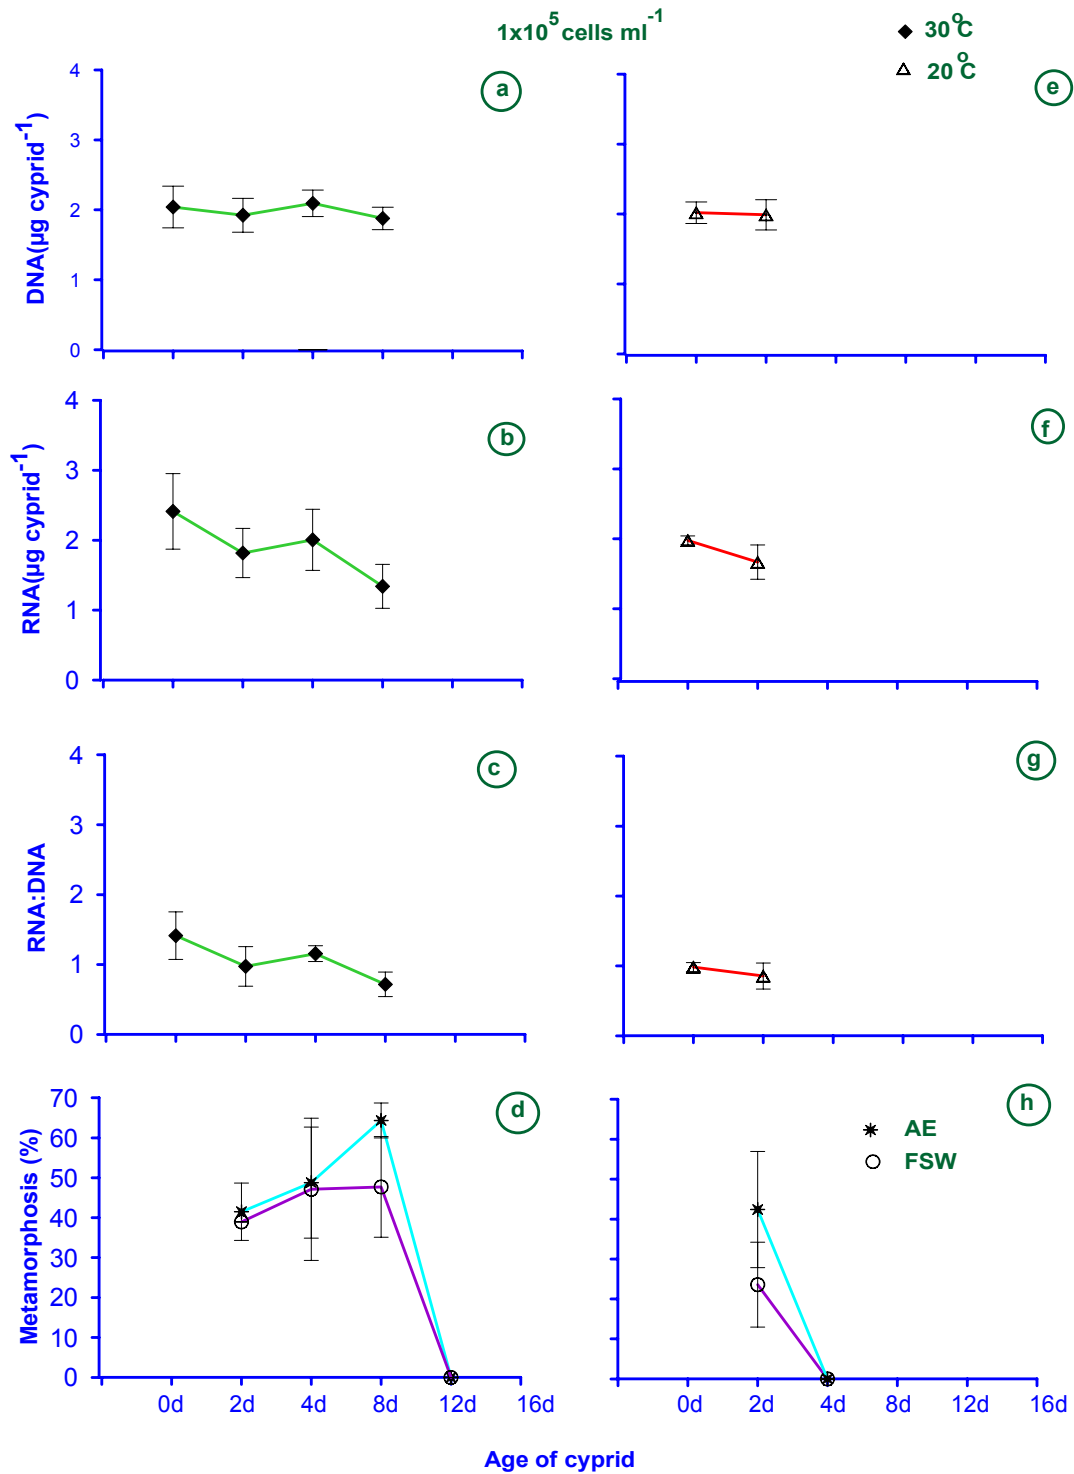 1x10⁵ cells ml⁻¹
30°C
20°C
a
e
4
3
2
1
0
DNA(µg cyprid⁻¹)
b
f
4
3
2
1
0
RNA(µg cyprid⁻¹)
c
g
4
3
2
1
0
RNA:DNA
d
h
AE
FSW
70
60
50
40
30
20
10
0
Metamorphosis (%)
0d 2d 4d 8d 12d 16d
0d 2d 4d 8d 12d 16d
Age of cyprid